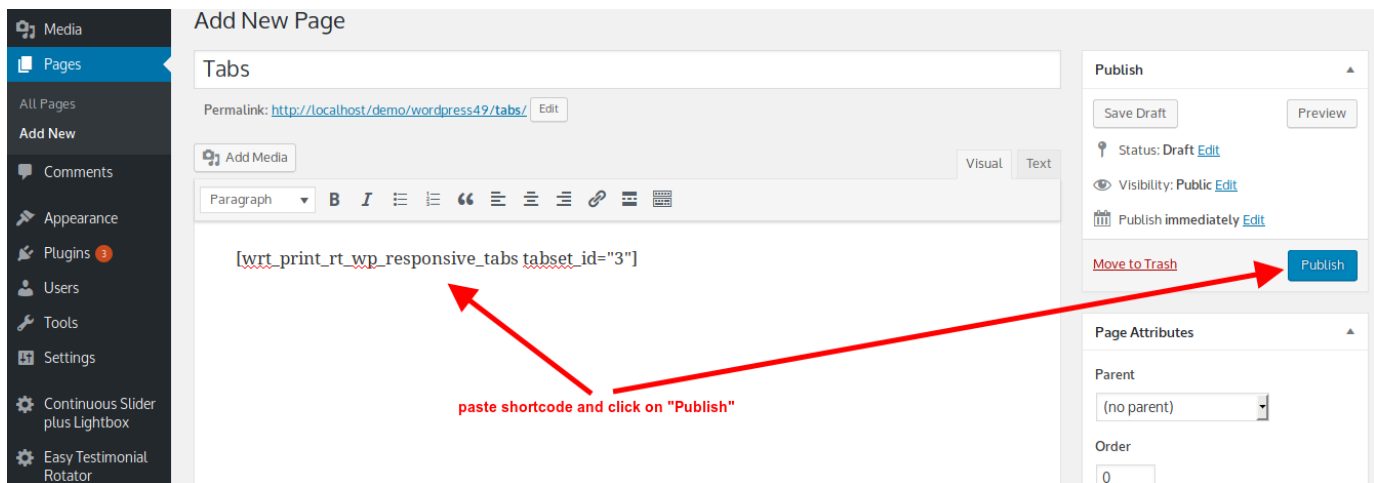 Media
Pages
All Pages
Add New
Comments
Appearance
Plugins 3
Users
Tools
Settings
Continuous Slider
plus Lightbox
Easy Testimonial
Rotator
Add New Page
Tabs
Permalink: http://localhost/demo/wordpress49/tabs/ Edit
Add Media
Visual Text
Paragraph B I
[wrt_print_rt_wp_responsive_tabs tabset_id="3"]
paste shortcode and click on "Publish"
Publish
Save Draft Preview
Status: Draft Edit
Visibility: Public Edit
Publish immediately Edit
Move to Trash Publish
Page Attributes
Parent
(no parent)
Order
0